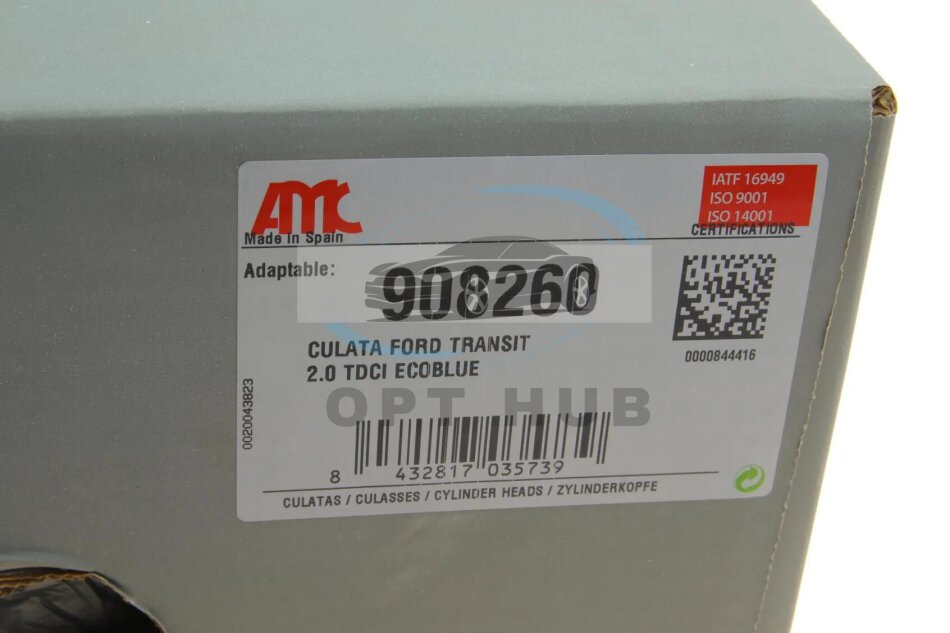 AMC
Made In Spain
IATF 16949
ISO 9001
ISO 14001
CERTIFICATIONS
Adaptable:
908260
CULATA FORD TRANSIT
2.0 TDCI ECOBLUE
0000844416
0020043823
OPT HUB
8 432817 035739
CULATAS / CULASSES / CYLINDER HEADS / ZYLINDERKOPFE